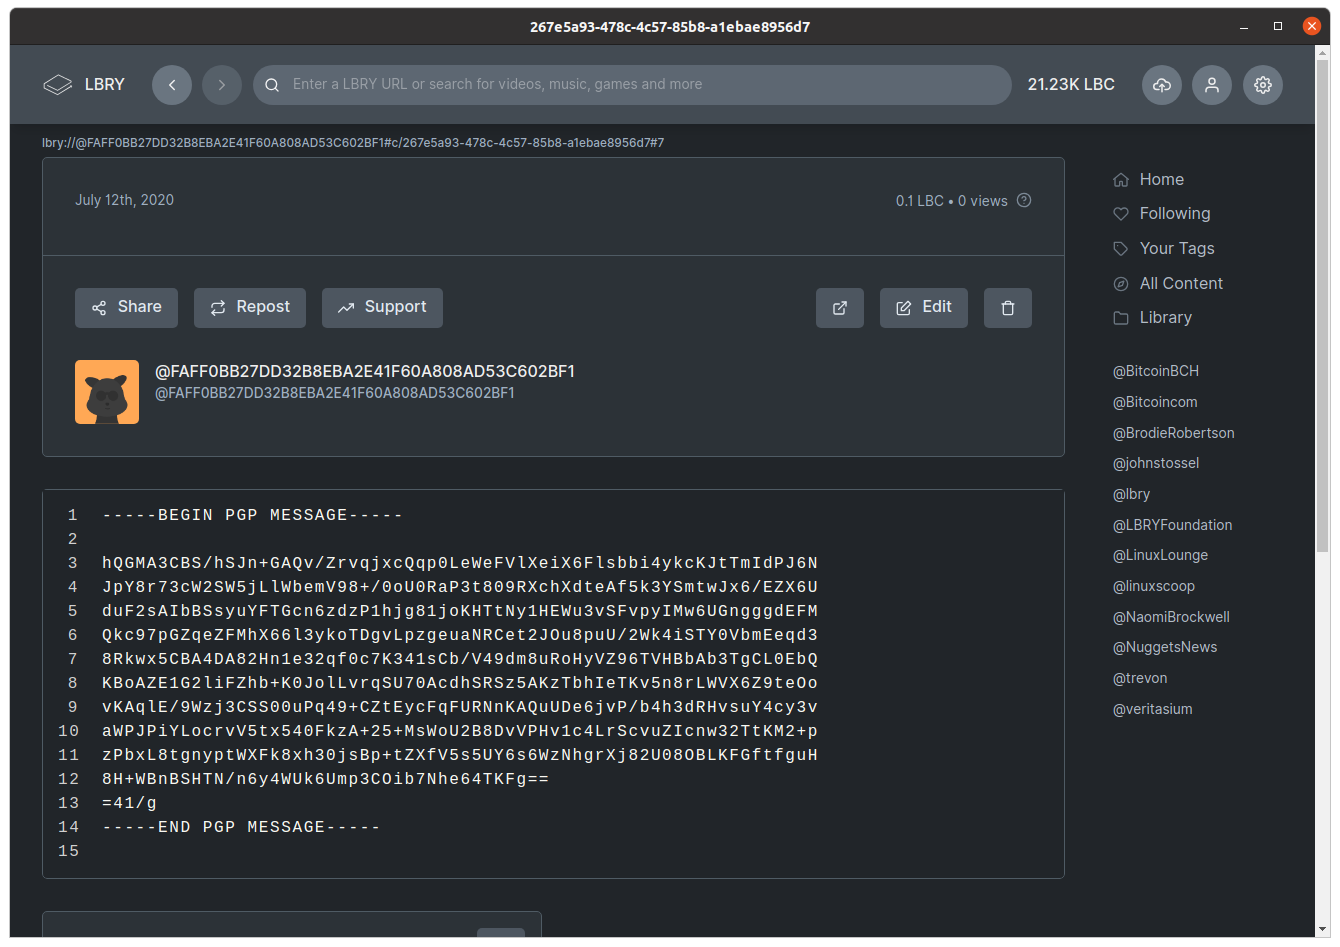 267e5a93-478c-4c57-85b8-a1ebae8956d7
LBRY
Enter a LBRY URL or search for videos, music, games and more
21.23K LBC
lbry://@FAFF0BB27DD32B8EBA2E41F60A808AD53C602BF1#c/267e5a93-478c-4c57-85b8-a1ebae8956d7#7
July 12th, 2020
0.1 LBC • 0 views
Share
Repost
Support
Edit
@FAFF0BB27DD32B8EBA2E41F60A808AD53C602BF1
@FAFF0BB27DD32B8EBA2E41F60A808AD53C602BF1
1 -----BEGIN PGP MESSAGE-----
2
3 hQGMA3CBS/hSJn+GAQv/ZrvqjxcQqp0LeWeFVlXeiX6Flsbbi4ykcKJtTmIdPJ6N
4 JpY8r73cW2SW5jLlWbemV98+/0oU0RaP3t809RXchXdteAf5k3YSmtwJx6/EZX6U
5 duF2sAIbBSsyuYFTGcn6zdzP1hjg81joKHTtNy1HEWu3vSFvpyIMw6UGngggdEFM
6 Qkc97pGZqeZFMhX66l3ykoTDgvLpzgeuaNRCet2JOu8puU/2Wk4iSTY0VbmEeqd3
7 8Rkwx5CBA4DA82Hn1e32qf0c7K341sCb/V49dm8uRoHyVZ96TVHBbAb3TgCL0EbQ
8 KBoAZE1G2liFZhb+K0JolLvrqSU70AcdhSRSz5AKzTbhIeTKv5n8rLWVX6Z9teOo
9 vKAqlE/9Wzj3CSS00uPq49+CZtEycFqFURNnKAQuUDe6jvP/b4h3dRHvsuY4cy3v
10 aWPJPiYLocrvV5tx540FkzA+25+MsWoU2B8DvVPHv1c4LrScvuZIcnw32TtKM2+p
11 zPbxL8tgnyptWXFk8xh30jsBp+tZXfV5s5UY6s6WzNhgrXj82U08OBLKFGftfguH
12 8H+WBnBSHTN/n6y4WUk6Ump3COib7Nhe64TKFg==
13 =41/g
14 -----END PGP MESSAGE-----
15
Home
Following
Your Tags
All Content
Library
@BitcoinBCH
@Bitcoincom
@BrodieRobertson
@johnstossel
@lbry
@LBRYFoundation
@LinuxLounge
@linuxscoop
@NaomiBrockwell
@NuggetsNews
@trevon
@veritasium